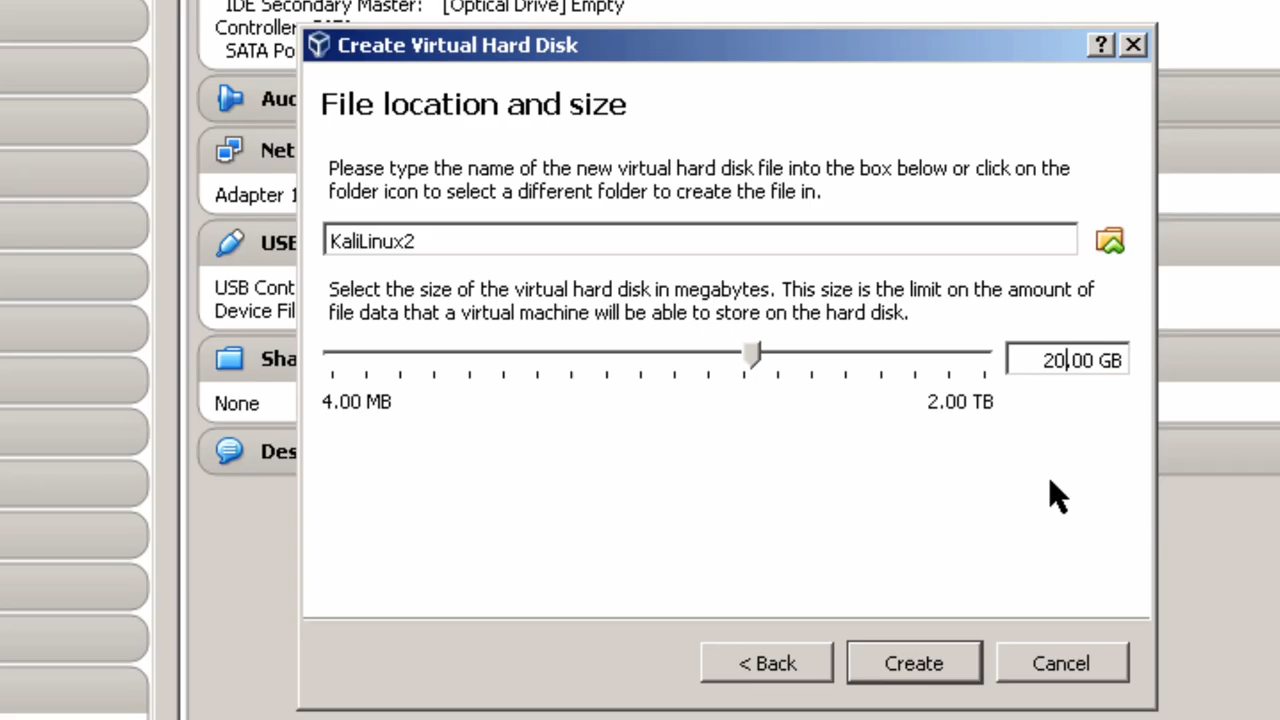 IDE Secondary Master: [Optical Drive] Empty
Controller: SATA
SATA Po
Create Virtual Hard Disk
File location and size
Please type the name of the new virtual hard disk file into the box below or click on the
folder icon to select a different folder to create the file in.
KaliLinux2
Select the size of the virtual hard disk in megabytes. This size is the limit on the amount of
file data that a virtual machine will be able to store on the hard disk.
20.00 GB
4.00 MB 2.00 TB
Auc
Net
Adapter 1
USB
USB Cont
Device Fil
Sha
None
Des
< Back Create Cancel